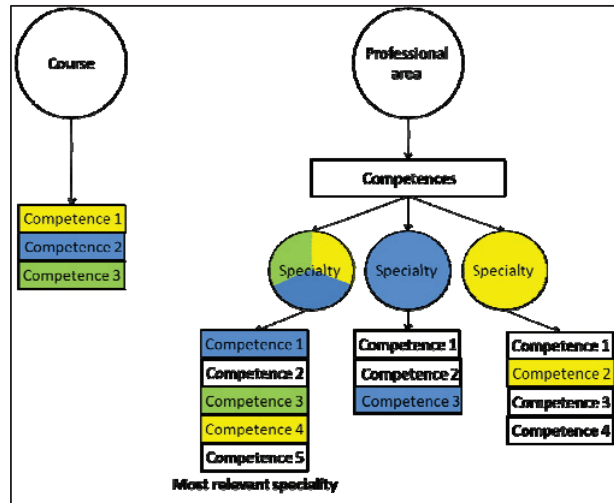 Course
Professional
area
Competences
Competence 1
Competence 2
Competence 3
Specialty
Specialty
Specialty
Competence 1
Competence 2
Competence 3
Competence 4
Competence 5
Most relevant speciality
Competence 1
Competence 2
Competence 3
Competence 1
Competence 2
Competence 3
Competence 4